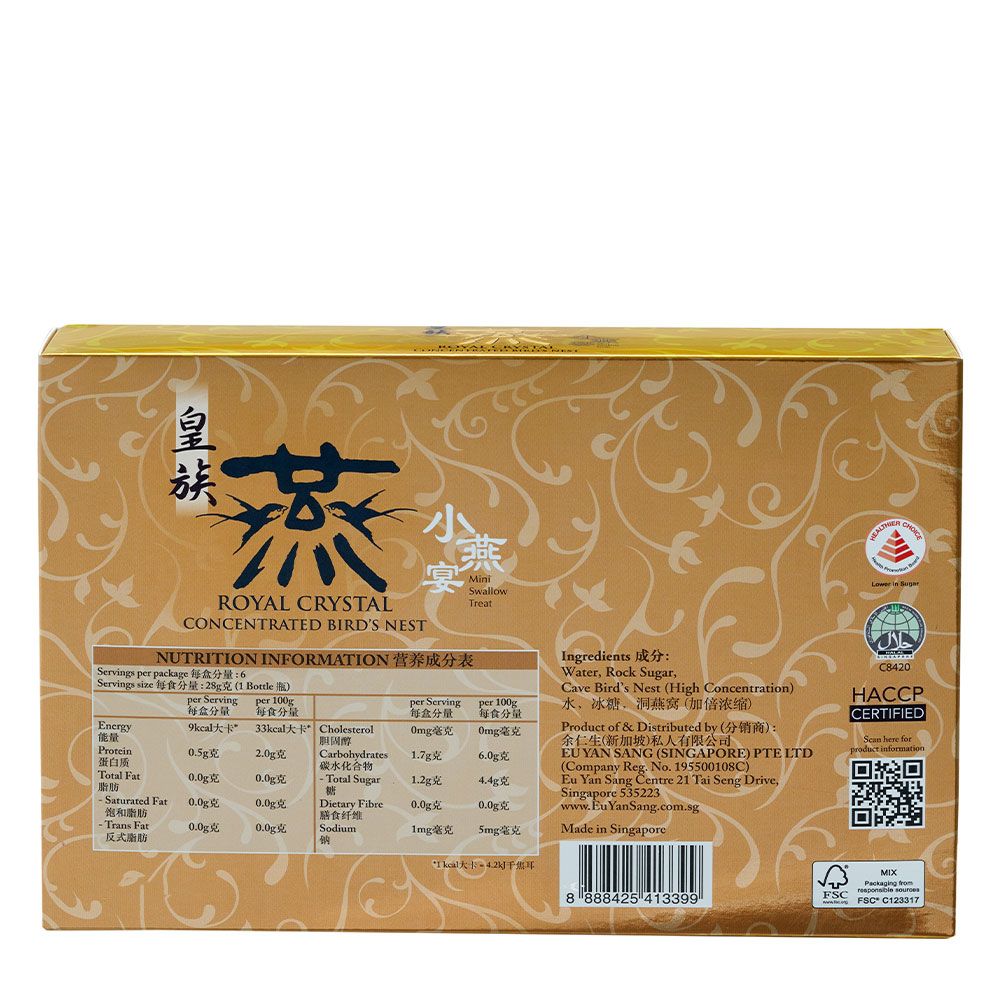 ROYAL CRYSTAL
CONCENTRATED BIRD'S NEST
皇族
燕
小燕宴
Mini
Swallow
Treat
ROYAL CRYSTAL
CONCENTRATED BIRD'S NEST
NUTRITION INFORMATION 营养成分表
Servings per package 每盒分量 : 6
Servings size 每食分量 : 28g克 (1 Bottle 瓶)
per Serving per 100g
每盒分量 每食分量
Energy 9kcal大卡* 33kcal大卡*
能量
Protein 0.5g克 2.0g克
蛋白质
Total Fat 0.0g克 0.0g克
脂肪
- Saturated Fat 0.0g克 0.0g克
饱和脂肪
- Trans Fat 0.0g克 0.0g克
反式脂肪
per Serving per 100g
每盒分量 每食分量
Cholesterol 0mg毫克 0mg毫克
胆固醇
Carbohydrates 1.7g克 6.0g克
碳水化合物
- Total Sugar 1.2g克 4.4g克
糖
Dietary Fibre 0.0g克 0.0g克
膳食纤维
Sodium 1mg毫克 5mg毫克
钠
*1 kcal大卡 = 4.2kJ千焦耳
Ingredients 成分:
Water, Rock Sugar,
Cave Bird's Nest (High Concentration)
水、冰糖、洞燕窝 (加倍浓缩)
Product of & Distributed by (分销商) :
余仁生(新加坡)私人有限公司
EU YAN SANG (SINGAPORE) PTE LTD
(Company Reg. No. 195500108C)
Eu Yan Sang Centre 21 Tai Seng Drive,
Singapore 535223
www.EuYanSang.com.sg
Made in Singapore
8 888425 413399
HEALTHIER CHOICE
Health Promotion Board
Lower in Sugar
HALAL
SINGAPORE
C8420
HACCP
CERTIFIED
Scan here for
product information
FSC
www.fsc.org
MIX
Packaging from
responsible sources
FSC® C123317